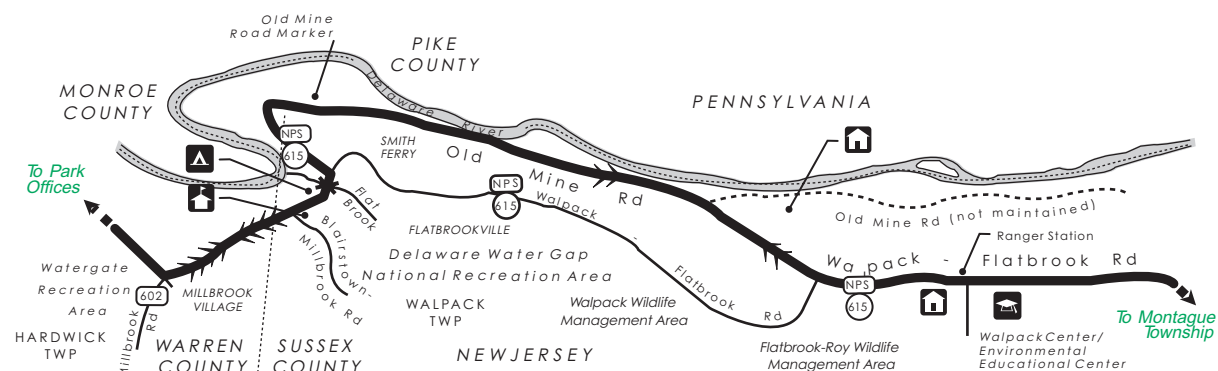 Old Mine
Road Marker
PIKE
COUNTY
MONROE
COUNTY
PENNSYLVANIA
Delaware River
NPS
615
SMITH
FERRY
Old Mine Rd
To Park
Offices
Flat
Brook
NPS
615
Walpack - Flatbrook Rd
Old Mine Rd (not maintained)
FLATBROOKVILLE
Ranger Station
Blairstown-
Millbrook Rd
Delaware Water Gap
National Recreation Area
Walpack - Flatbrook Rd
Watergate
Recreation
Area
602
MILLBROOK
VILLAGE
NPS
615
WALPACK
TWP
Walpack Wildlife
Management Area
To Montague
Township
HARDWICK
TWP
Millbrook
Rd
WARREN
COUNTY
SUSSEX
COUNTY
NEWJERSEY
Flatbrook-Roy Wildlife
Management Area
Walpack Center/
Environmental
Educational Center